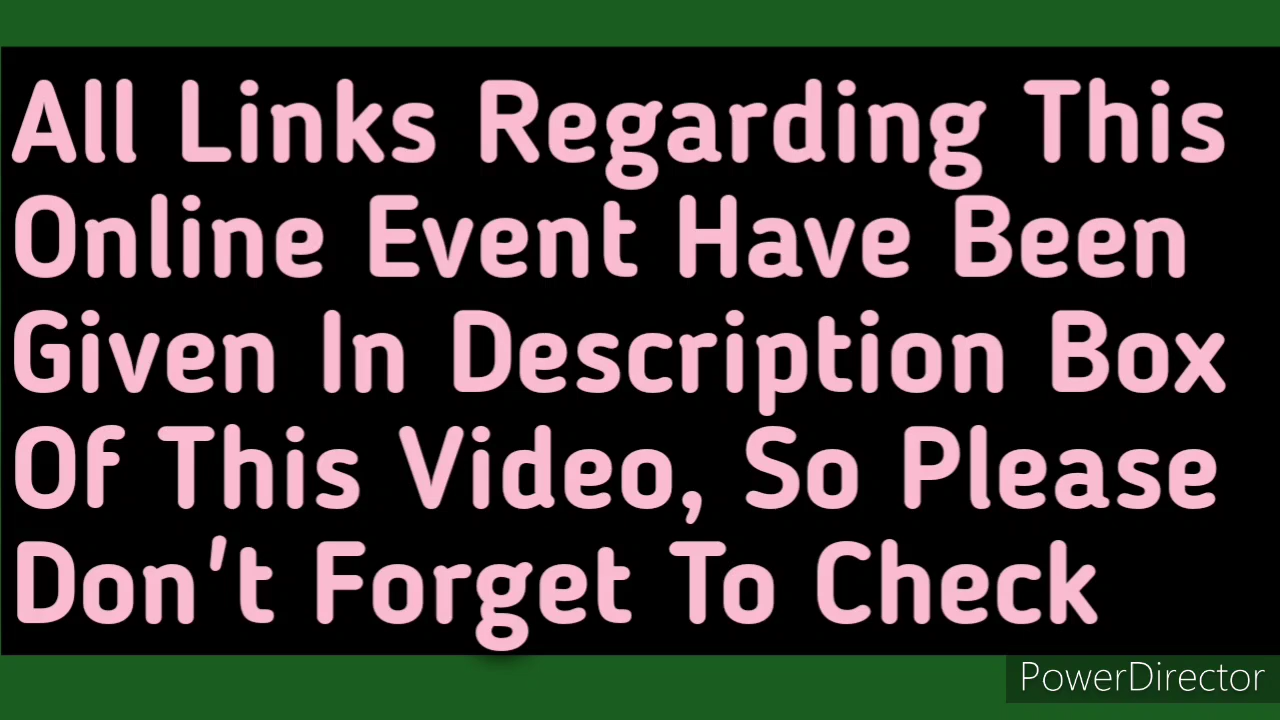 All Links Regarding This
Online Event Have Been
Given In Description Box
Of This Video, So Please
Don't Forget To Check
PowerDirector